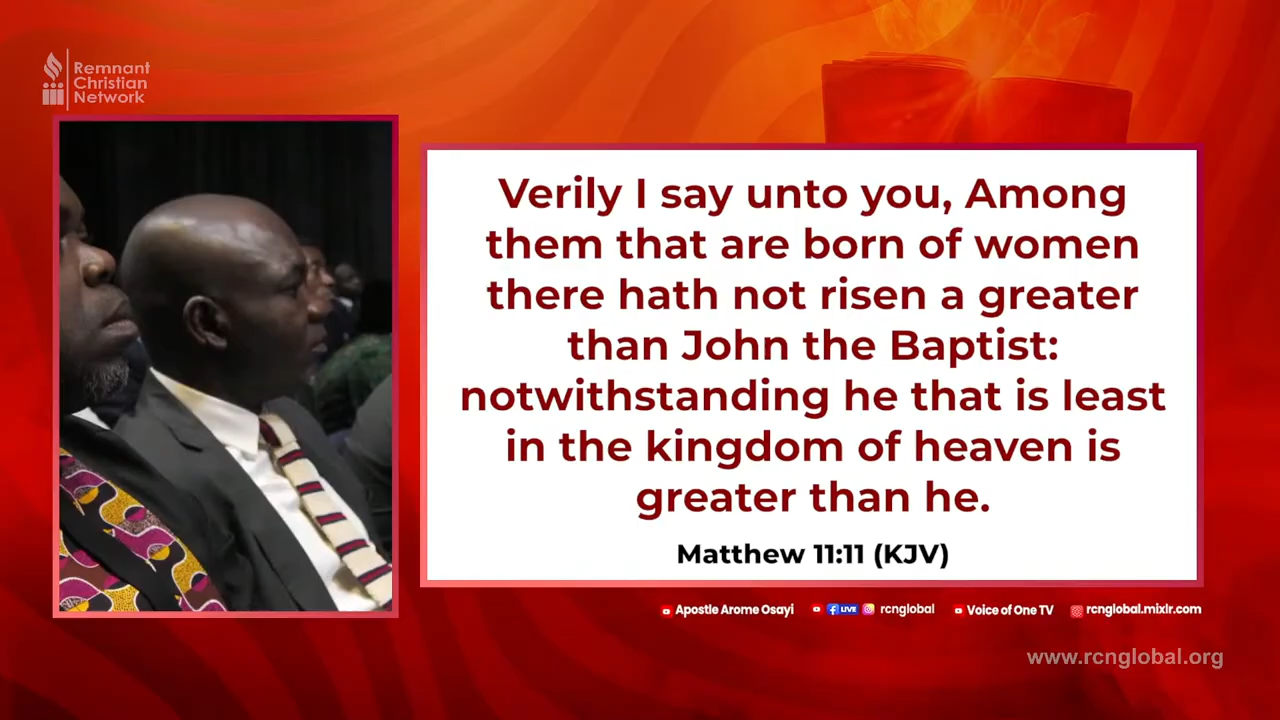 Remnant
Christian
Network
Verily I say unto you, Among
them that are born of women
there hath not risen a greater
than John the Baptist:
notwithstanding he that is least
in the kingdom of heaven is
greater than he.
Matthew 11:11 (KJV)
Apostle Arome Osayi LIVE rcnglobal Voice of One TV rcnglobal.mixlr.com
www.rcnglobal.org